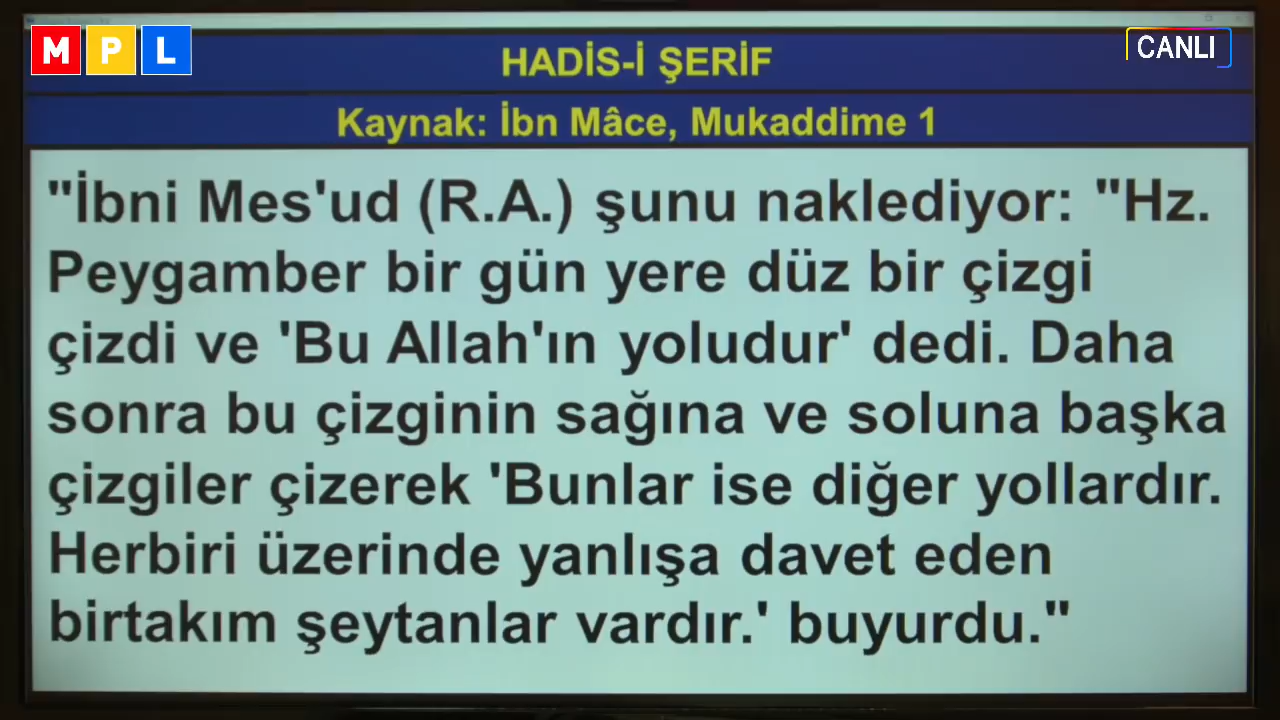 MPL
CANLI
HADİS-İ ŞERİF
Kaynak: İbn Mâce, Mukaddime 1
"İbni Mes'ud (R.A.) şunu naklediyor: "Hz.
Peygamber bir gün yere düz bir çizgi
çizdi ve 'Bu Allah'ın yoludur' dedi. Daha
sonra bu çizginin sağına ve soluna başka
çizgiler çizerek 'Bunlar ise diğer yollardır.
Herbiri üzerinde yanlışa davet eden
birtakım şeytanlar vardır.' buyurdu."